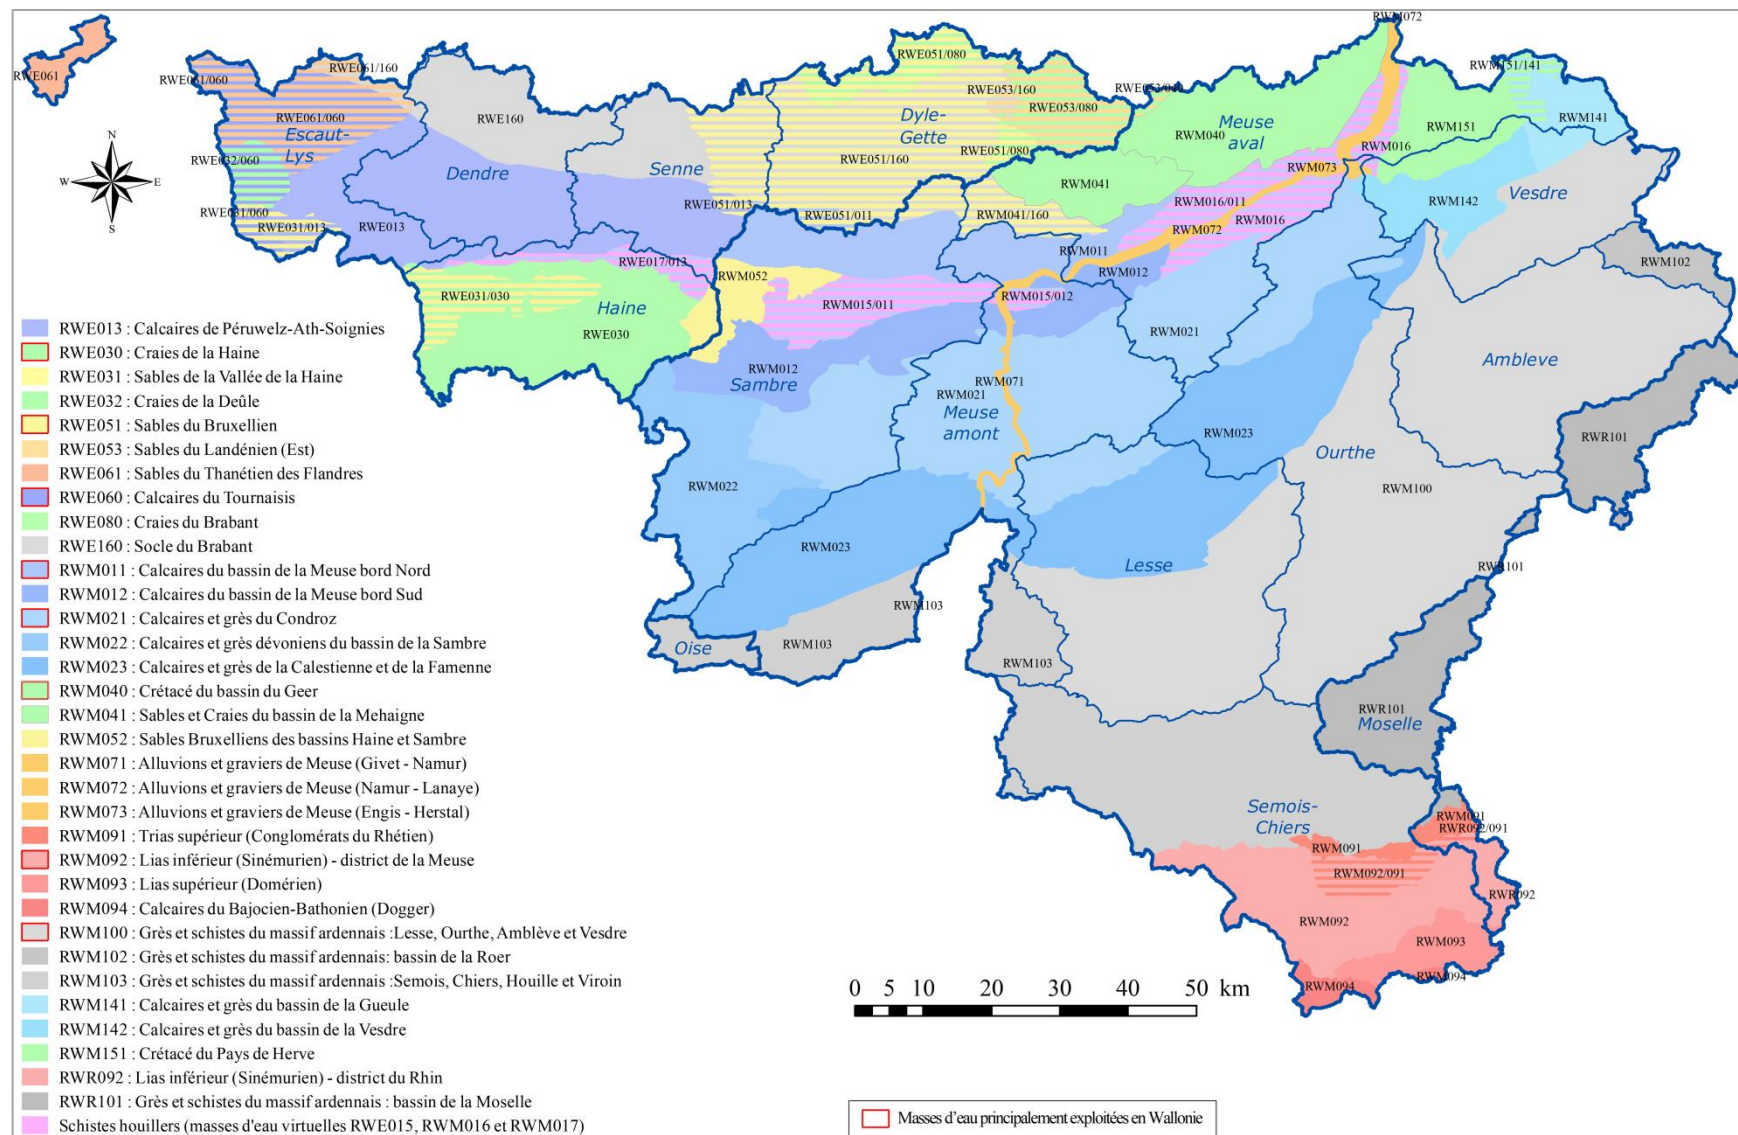 RWM072
RWE061
RWE061/060
RWE061/160
RWE051/080
RWM151/141
RWE160
RWE053/160
RWE053/080
RWE053/040
RWE061/060
Escaut-
Lys
Dyle-
Gette
Meuse
aval
RWM040
RWM151
RWM141
RWE032/060
RWE051/160
RWE051/080
RWM016
Dendre
Senne
RWM073
Vesdre
RWM041
RWE031/060
RWE031/013
RWE013
RWE051/013
RWE051/011
RWM041/160
RWM016/011
RWM016
RWM142
RWM072
RWM011
RWE017/013
RWM052
RWM012
RWM102
RWE031/030
RWM015/011
RWM015/012
Haine
RWE030
RWM021
Ambleve
RWM012
Sambre
RWM071
RWM021
Meuse
amont
RWM023
RWR101
Ourthe
RWM022
RWM100
RWM023
Lesse
RWR101
RWM103
Oise
RWM103
RWM103
RWR101
Moselle
Semois-
Chiers
RWM091
RWR092/091
RWM091
RWM092/091
RWR092
RWM092
RWM093
RWM094
RWM094
N
W
E
S
RWE013 : Calcaires de Péruwelz-Ath-Soignies
RWE030 : Craies de la Haine
RWE031 : Sables de la Vallée de la Haine
RWE032 : Craies de la Deûle
RWE051 : Sables du Bruxellien
RWE053 : Sables du Landénien (Est)
RWE061 : Sables du Thanétien des Flandres
RWE060 : Calcaires du Tournaisis
RWE080 : Craies du Brabant
RWE160 : Socle du Brabant
RWM011 : Calcaires du bassin de la Meuse bord Nord
RWM012 : Calcaires du bassin de la Meuse bord Sud
RWM021 : Calcaires et grès du Condroz
RWM022 : Calcaires et grès dévoniens du bassin de la Sambre
RWM023 : Calcaires et grès de la Calestienne et de la Famenne
RWM040 : Crétacé du bassin du Geer
RWM041 : Sables et Craies du bassin de la Mehaigne
RWM052 : Sables Bruxelliens des bassins Haine et Sambre
RWM071 : Alluvions et graviers de Meuse (Givet - Namur)
RWM072 : Alluvions et graviers de Meuse (Namur - Lanaye)
RWM073 : Alluvions et graviers de Meuse (Engis - Herstal)
RWM091 : Trias supérieur (Conglomérats du Rhétien)
RWM092 : Lias inférieur (Sinémurien) - district de la Meuse
RWM093 : Lias supérieur (Domérien)
RWM094 : Calcaires du Bajocien-Bathonien (Dogger)
RWM100 : Grès et schistes du massif ardennais :Lesse, Ourthe, Amblève et Vesdre
RWM102 : Grès et schistes du massif ardennais: bassin de la Roer
RWM103 : Grès et schistes du massif ardennais :Semois, Chiers, Houille et Viroin
RWM141 : Calcaires et grès du bassin de la Gueule
RWM142 : Calcaires et grès du bassin de la Vesdre
RWM151 : Crétacé du Pays de Herve
RWR092 : Lias inférieur (Sinémurien) - district du Rhin
RWR101 : Grès et schistes du massif ardennais : bassin de la Moselle
Schistes houillers (masses d'eau virtuelles RWE015, RWM016 et RWM017)
0 5 10 20 30 40 50 km
Masses d'eau principalement exploitées en Wallonie